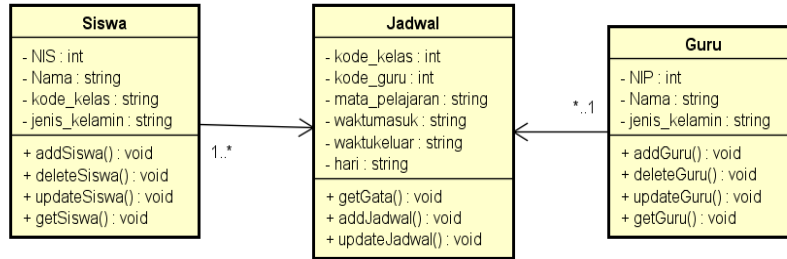 Siswa
- NIS : int
- Nama : string
- kode_kelas : string
- jenis_kelamin : string
+ addSiswa() : void
+ deleteSiswa() : void
+ updateSiswa() : void
+ getSiswa() : void
1..*
Jadwal
- kode_kelas : int
- kode_guru : int
- mata_pelajaran : string
- waktumasuk : string
- waktukeluar : string
- hari : string
+ getGata() : void
+ addJadwal() : void
+ updateJadwal() : void
*..1
Guru
- NIP : int
- Nama : string
- jenis_kelamin : string
+ addGuru() : void
+ deleteGuru() : void
+ updateGuru() : void
+ getGuru() : void